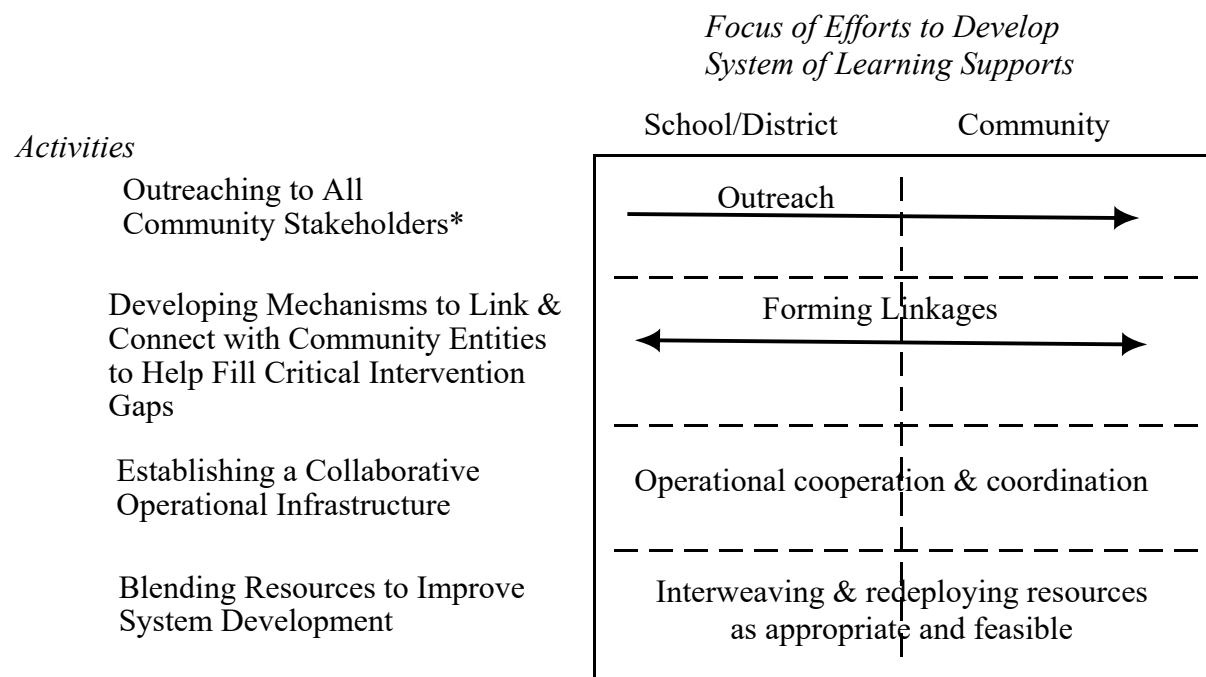 Focus of Efforts to Develop
System of Learning Supports
School/District Community
Activities
Outreaching to All
Community Stakeholders*
Outreach
Developing Mechanisms to Link &
Connect with Community Entities
to Help Fill Critical Intervention
Gaps
Forming Linkages
Establishing a Collaborative
Operational Infrastructure
Operational cooperation & coordination
Blending Resources to Improve
System Development
Interweaving & redeploying resources
as appropriate and feasible